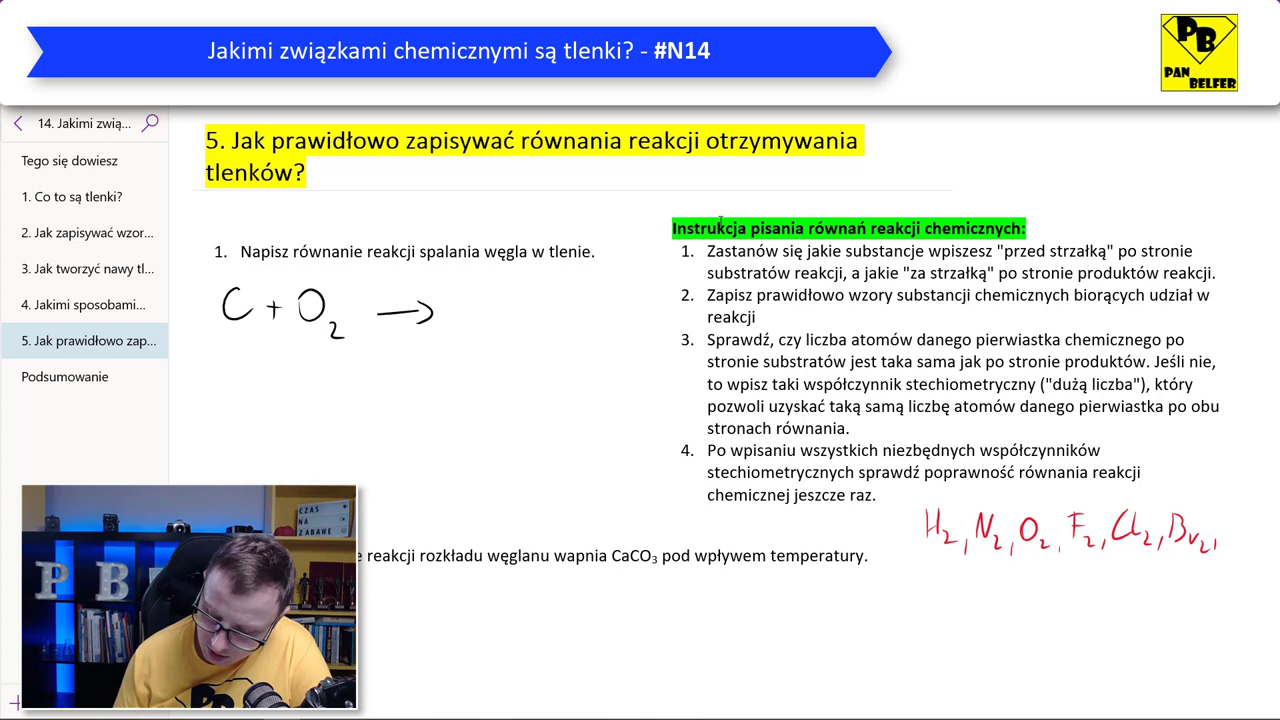 Jakimi związkami chemicznymi są tlenki? - #N14
PB
PAN
BELFER
14. Jakimi zwią...
Tego się dowiesz
1. Co to są tlenki?
2. Jak zapisywać wzor...
3. Jak tworzyć nawy tl...
4. Jakimi sposobami...
5. Jak prawidłowo zap...
Podsumowanie
5. Jak prawidłowo zapisywać równania reakcji otrzymywania
tlenków?
1. Napisz równanie reakcji spalania węgla w tlenie.
C + O₂ →
Instrukcja pisania równań reakcji chemicznych:
1. Zastanów się jakie substancje wpiszesz "przed strzałką" po stronie
substratów reakcji, a jakie "za strzałką" po stronie produktów reakcji.
2. Zapisz prawidłowo wzory substancji chemicznych biorących udział w
reakcji
3. Sprawdź, czy liczba atomów danego pierwiastka chemicznego po
stronie substratów jest taka sama jak po stronie produktów. Jeśli nie,
to wpisz taki współczynnik stechiometryczny ("dużą liczba"), który
pozwoli uzyskać taką samą liczbę atomów danego pierwiastka po obu
stronach równania.
4. Po wpisaniu wszystkich niezbędnych współczynników
stechiometrycznych sprawdź poprawność równania reakcji
chemicznej jeszcze raz.
H₂, N₂, O₂, F₂, Cl₂, Br₂,
e reakcji rozkładu węglanu wapnia CaCO₃ pod wpływem temperatury.
CZAS
NA
ZABAWE
P B
PB